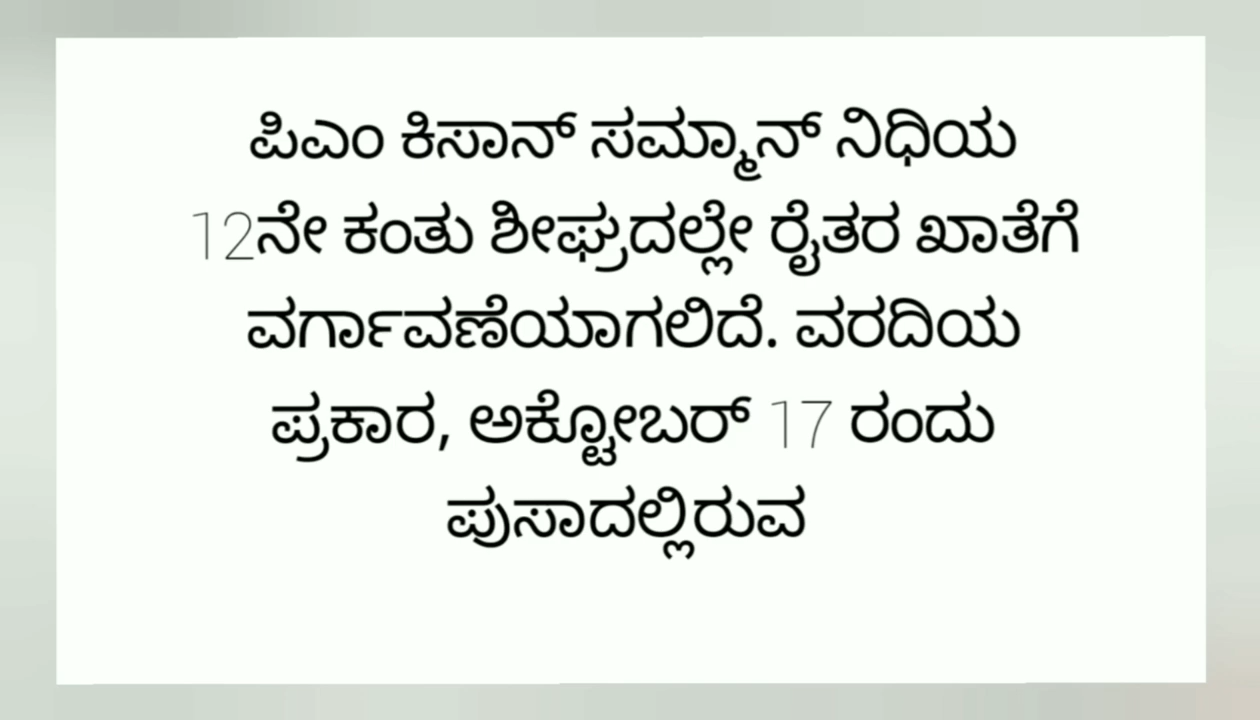 ಪಿಎಂ ಕಿಸಾನ್ ಸಮ್ಮಾನ್ ನಿಧಿಯ
12ನೇ ಕಂತು ಶೀಘ್ರದಲ್ಲೇ ರೈತರ ಖಾತೆಗೆ
ವರ್ಗಾವಣೆಯಾಗಲಿದೆ. ವರದಿಯ
ಪ್ರಕಾರ, ಅಕ್ಟೋಬರ್ 17 ರಂದು
ಪುಸಾದಲ್ಲಿರುವ